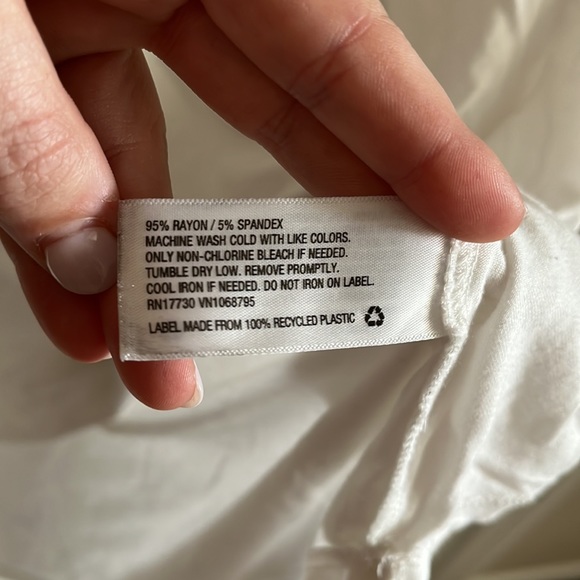 95% RAYON / 5% SPANDEX
MACHINE WASH COLD WITH LIKE COLORS.
ONLY NON-CHLORINE BLEACH IF NEEDED.
TUMBLE DRY LOW. REMOVE PROMPTLY.
COOL IRON IF NEEDED. DO NOT IRON ON LABEL.
RN17730 VN1068795
LABEL MADE FROM 100% RECYCLED PLASTIC